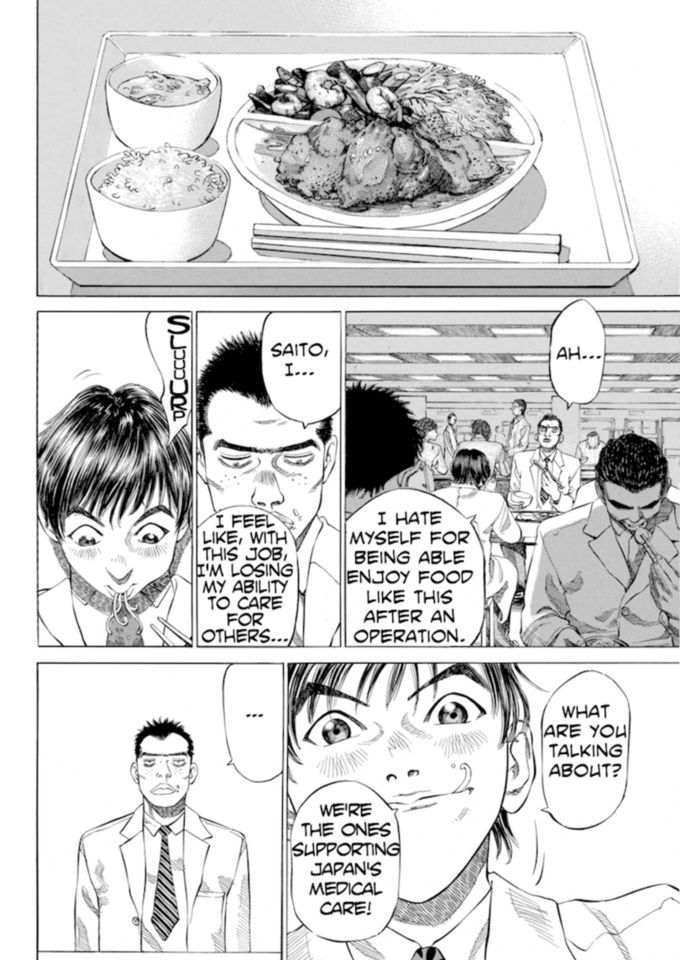 AH...
I HATE
MYSELF FOR
BEING ABLE
ENJOY FOOD
LIKE THIS
AFTER AN
OPERATION.
SAITO,
I...
I FEEL
LIKE, WITH
THIS JOB,
I'M LOSING
MY ABILITY
TO CARE
FOR
OTHERS...
SLUUURP
WHAT
ARE YOU
TALKING
ABOUT?
WE'RE
THE ONES
SUPPORTING
JAPAN'S
MEDICAL
CARE!
...